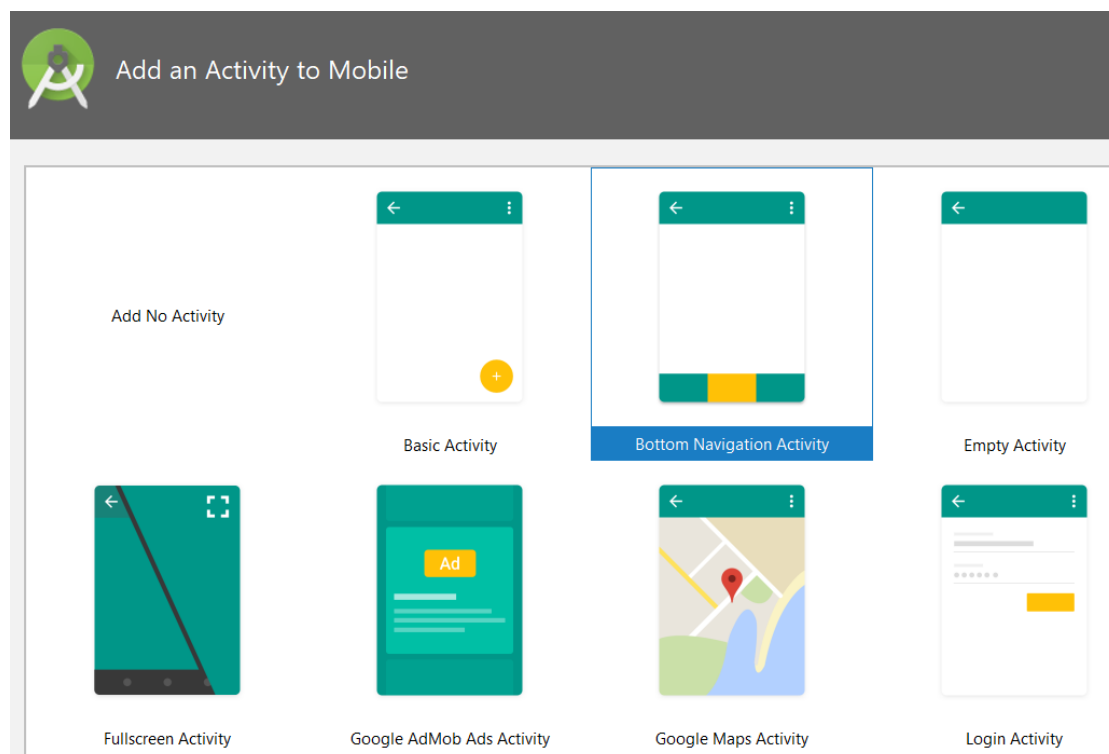 Add an Activity to Mobile
Add No Activity
Basic Activity
Bottom Navigation Activity
Empty Activity
Ad
Fullscreen Activity
Google AdMob Ads Activity
Google Maps Activity
Login Activity